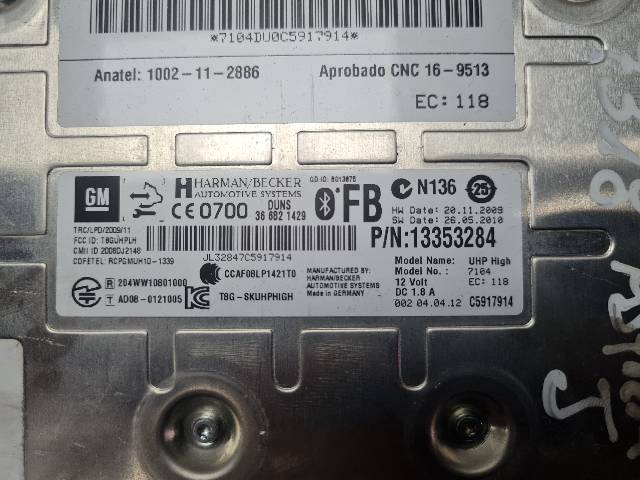 *7104DU0C5917914*
Anatel: 1002-11-2886
Aprobado CNC 16-9513
EC: 118
GM
HARMAN/BECKER
AUTOMOTIVE SYSTEMS
QD-ID: B013875
CE 0700
DUNS
36 682 1429
FB
N136
25
HW Date: 20.11.2009
SW Date: 26.05.2010
TRC/LPD/2009/11
FCC ID: T8GUHPLH
CMII ID 2008DJ2148
COFETEL: RCPGMUH10-1339
P/N:13353284
JL32847C5917914
R 204WW10801000
T AD08-0121005
CCAF08LP1421T0
T8G-SKUHPHIGH
MANUFACTURED BY:
HARMAN/BECKER
AUTOMOTIVE SYSTEMS
MADE IN GERMANY
Model Name: UHP High
Model No.: 7104
12 Volt EC: 118
DC 1.8 A
002 04.04.12 C5917914
J